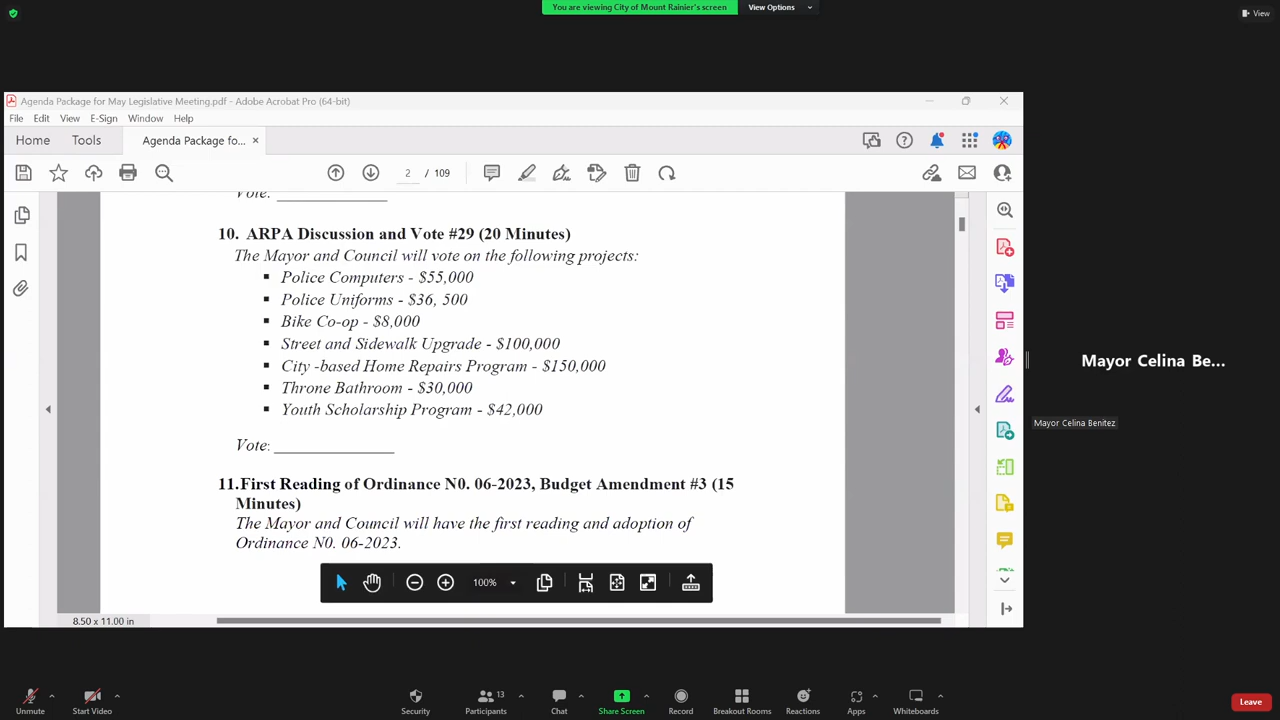 You are viewing City of Mount Rainier's screen
View Options
View
Agenda Package for May Legislative Meeting.pdf - Adobe Acrobat Pro (64-bit)
File Edit View E-Sign Window Help
Home Tools Agenda Package fo...
2 / 109
Vote:
10. ARPA Discussion and Vote #29 (20 Minutes)
The Mayor and Council will vote on the following projects:
▪ Police Computers - $55,000
▪ Police Uniforms - $36, 500
▪ Bike Co-op - $8,000
▪ Street and Sidewalk Upgrade - $100,000
▪ City -based Home Repairs Program - $150,000
▪ Throne Bathroom - $30,000
▪ Youth Scholarship Program - $42,000
Vote: ____________
11.First Reading of Ordinance N0. 06-2023, Budget Amendment #3 (15
Minutes)
The Mayor and Council will have the first reading and adoption of
Ordinance N0. 06-2023.
100%
8.50 x 11.00 in
Mayor Celina Be...
Mayor Celina Benitez
Unmute
Start Video
Security
Participants 13
Chat
Share Screen
Record
Breakout Rooms
Reactions
Apps
Whiteboards
Leave